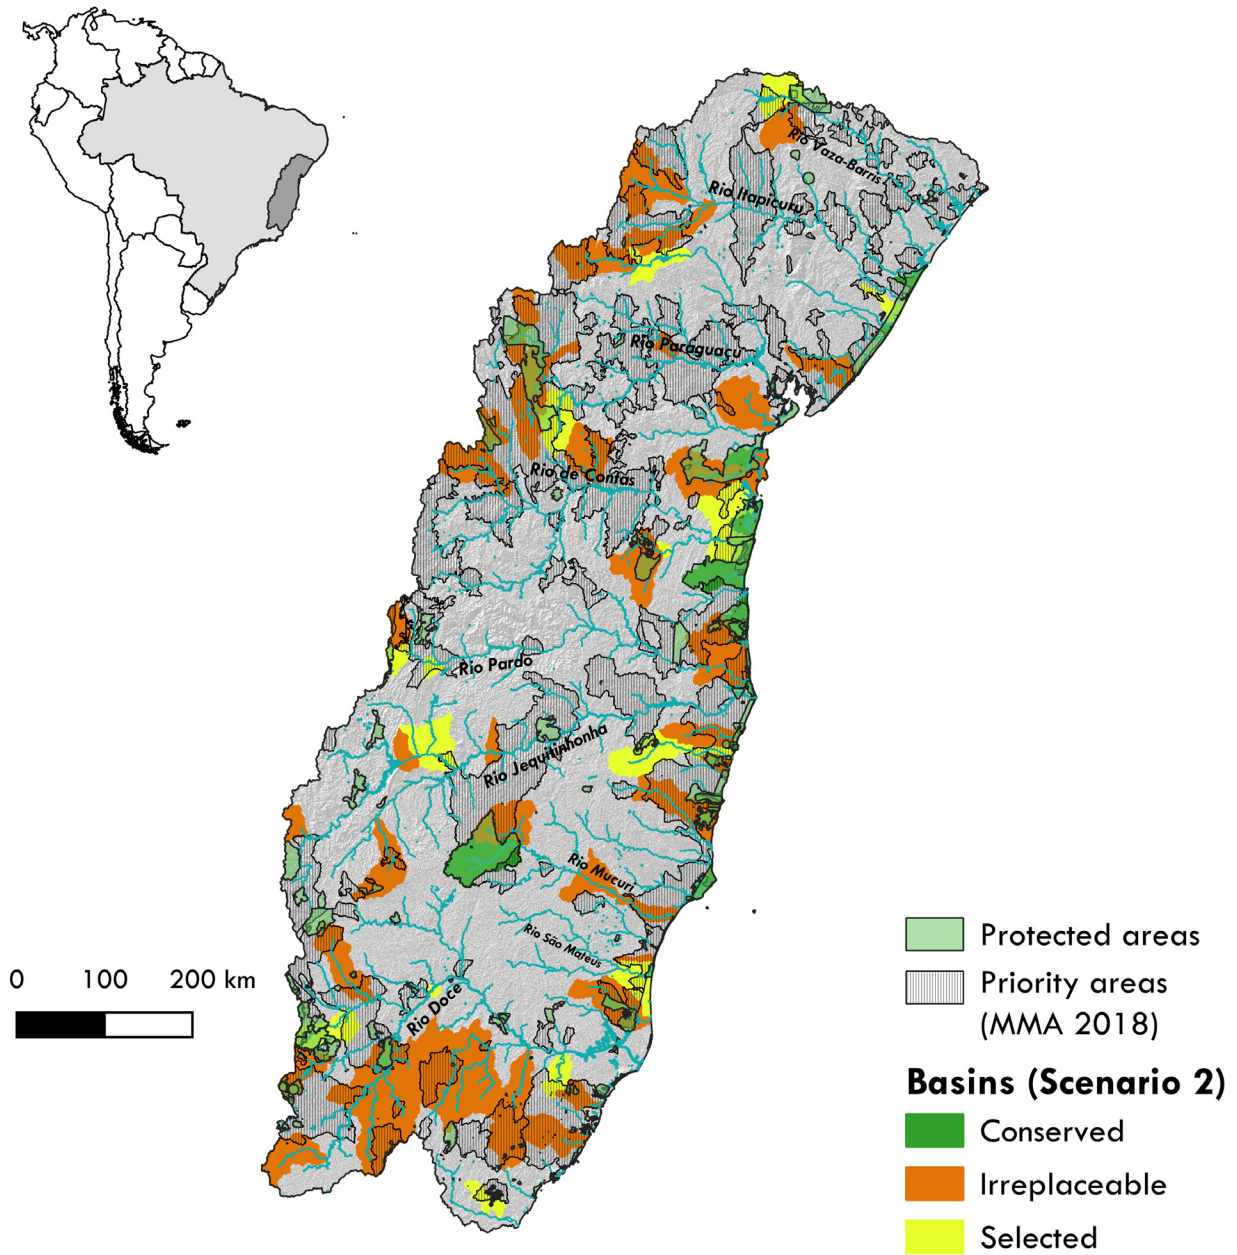 Rio Vaza-Barris
Rio Itapicuru
Rio Paraguaçu
Rio de Contas
Rio Pardo
Rio Jequitinhonha
Rio Mucuri
Rio São Mateus
Rio Doce
0 100 200 km
Protected areas
Priority areas
(MMA 2018)
Basins (Scenario 2)
Conserved
Irreplaceable
Selected